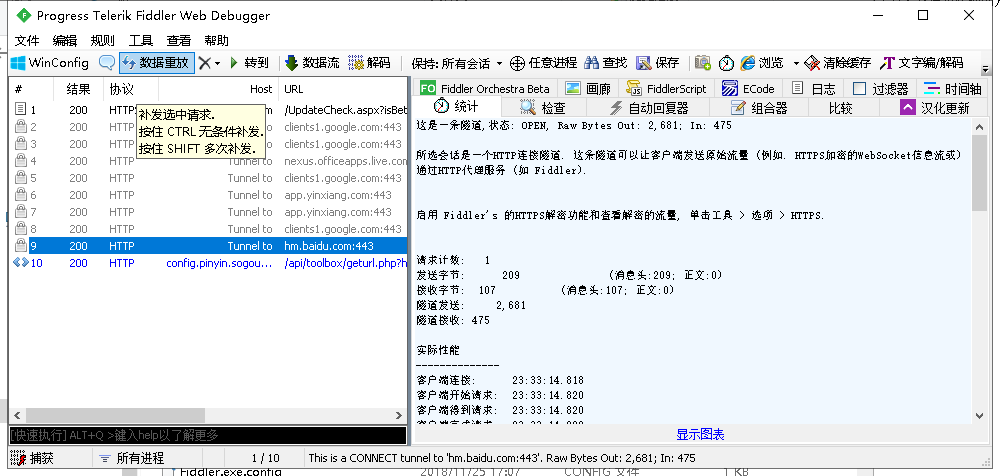 Progress Telerik Fiddler Web Debugger
文件 编辑 规则 工具 查看 帮助
WinConfig 数据重放 转到 数据流 解码 保持: 所有会话 任意进程 查找 保存 浏览 清除缓存 文字编/解码
# 结果 协议 Host URL
1 200 HTTPS m /UpdateCheck.aspx?isBet
2 200 clients1.google.com:443
3 200 clients1.google.com:443
4 200 HTTP Tunnel to nexus.officeapps.live.com
5 200 HTTP Tunnel to clients1.google.com:443
6 200 HTTP Tunnel to app.yinxiang.com:443
7 200 HTTP Tunnel to app.yinxiang.com:443
8 200 HTTP Tunnel to clients1.google.com:443
9 200 HTTP Tunnel to hm.baidu.com:443
10 200 HTTP config.pinyin.sogou... /api/toolbox/geturl.php?h
补发选中请求.
按住 CTRL 无条件补发.
按住 SHIFT 多次补发.
FO Fiddler Orchestra Beta 画廊 FiddlerScript ECode 日志 过滤器 时间轴
统计 检查 自动回复器 组合器 比较 汉化更新
这是一条隧道,状态: OPEN, Raw Bytes Out: 2,681; In: 475
所选会话是一个HTTP连接隧道. 这条隧道可以让客户端发送原始流量 (例如. HTTPS加密的WebSocket信息流或)
通过HTTP代理服务 (如 Fiddler).
启用 Fiddler's 的HTTPS解密功能和查看解密的流量, 单击工具 > 选项 > HTTPS.
请求计数: 1
发送字节: 209 (消息头:209; 正文:0)
接收字节: 107 (消息头:107; 正文:0)
隧道发送: 2,681
隧道接收: 475
实际性能
--------------
客户端连接: 23:33:14.818
客户端开始请求: 23:33:14.820
客户端得到请求: 23:33:14.820
显示图表
[快速执行] ALT+Q >键入help以了解更多
捕获 所有进程 1 / 10 This is a CONNECT tunnel to 'hm.baidu.com:443'. Raw Bytes Out: 2,681; In: 475
Fiddler.exe.config 2018/11/25 17:07 CONFIG 文件 1 KB